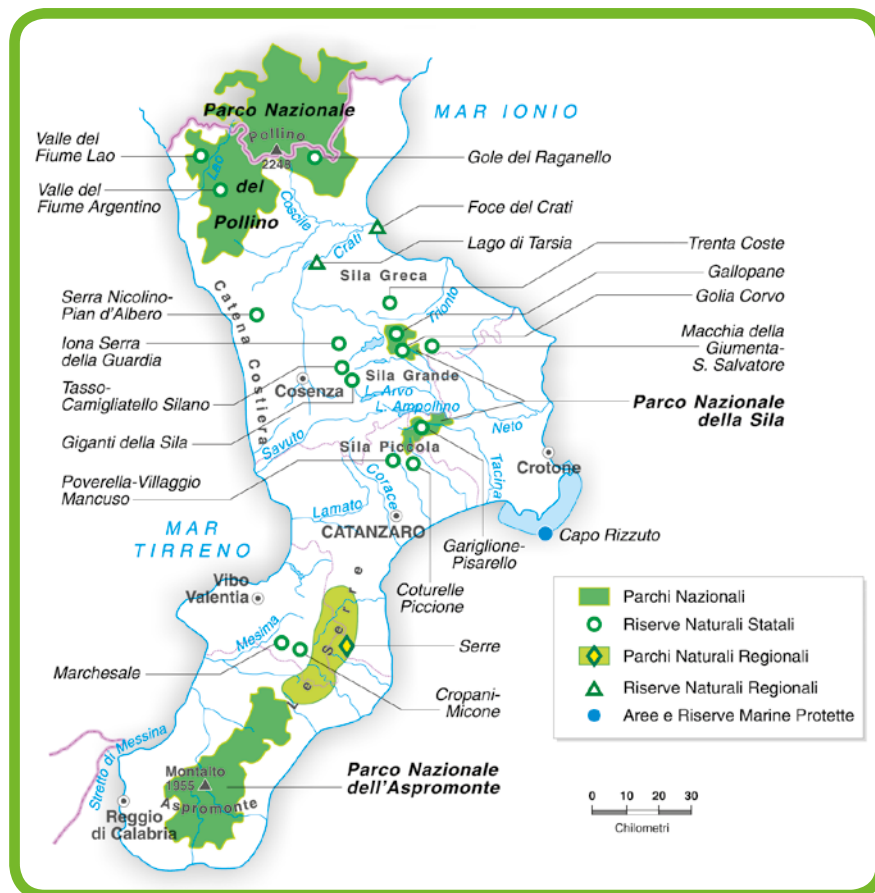 Parco Nazionale
MAR IONIO
Pollino
2248
Valle del
Fiume Lao
Lao
Gole del Raganello
Valle del
Fiume Argentino
del
Pollino
Coscile
Foce del Crati
Crati
Lago di Tarsia
Trenta Coste
Sila Greca
Gallopane
Golia Corvo
Catena Costiera
Serra Nicolino-
Pian d'Albero
Trionto
Iona Serra
della Guardia
Macchia della
Giumenta-
S. Salvatore
Sila Grande
Cosenza
Tasso-
Camigliatello Silano
L. Arvo
L. Ampollino
Parco Nazionale
della Sila
Giganti della Sila
Savuto
Neto
Sila Piccola
Crotone
Poverella-Villaggio
Mancuso
Corace
Tacina
Lamato
CATANZARO
Capo Rizzuto
MAR
TIRRENO
Gariglione-
Pisarello
Coturelle
Piccione
Vibo
Valentia
Le Serre
Mesima
Serre
Marchesale
Cropani-
Micone
Parchi Nazionali
Riserve Naturali Statali
Parchi Naturali Regionali
Riserve Naturali Regionali
Aree e Riserve Marine Protette
Stretto di Messina
Montalto
1955
Aspromonte
Parco Nazionale
dell'Aspromonte
Reggio
di Calabria
0 10 20 30
Chilometri